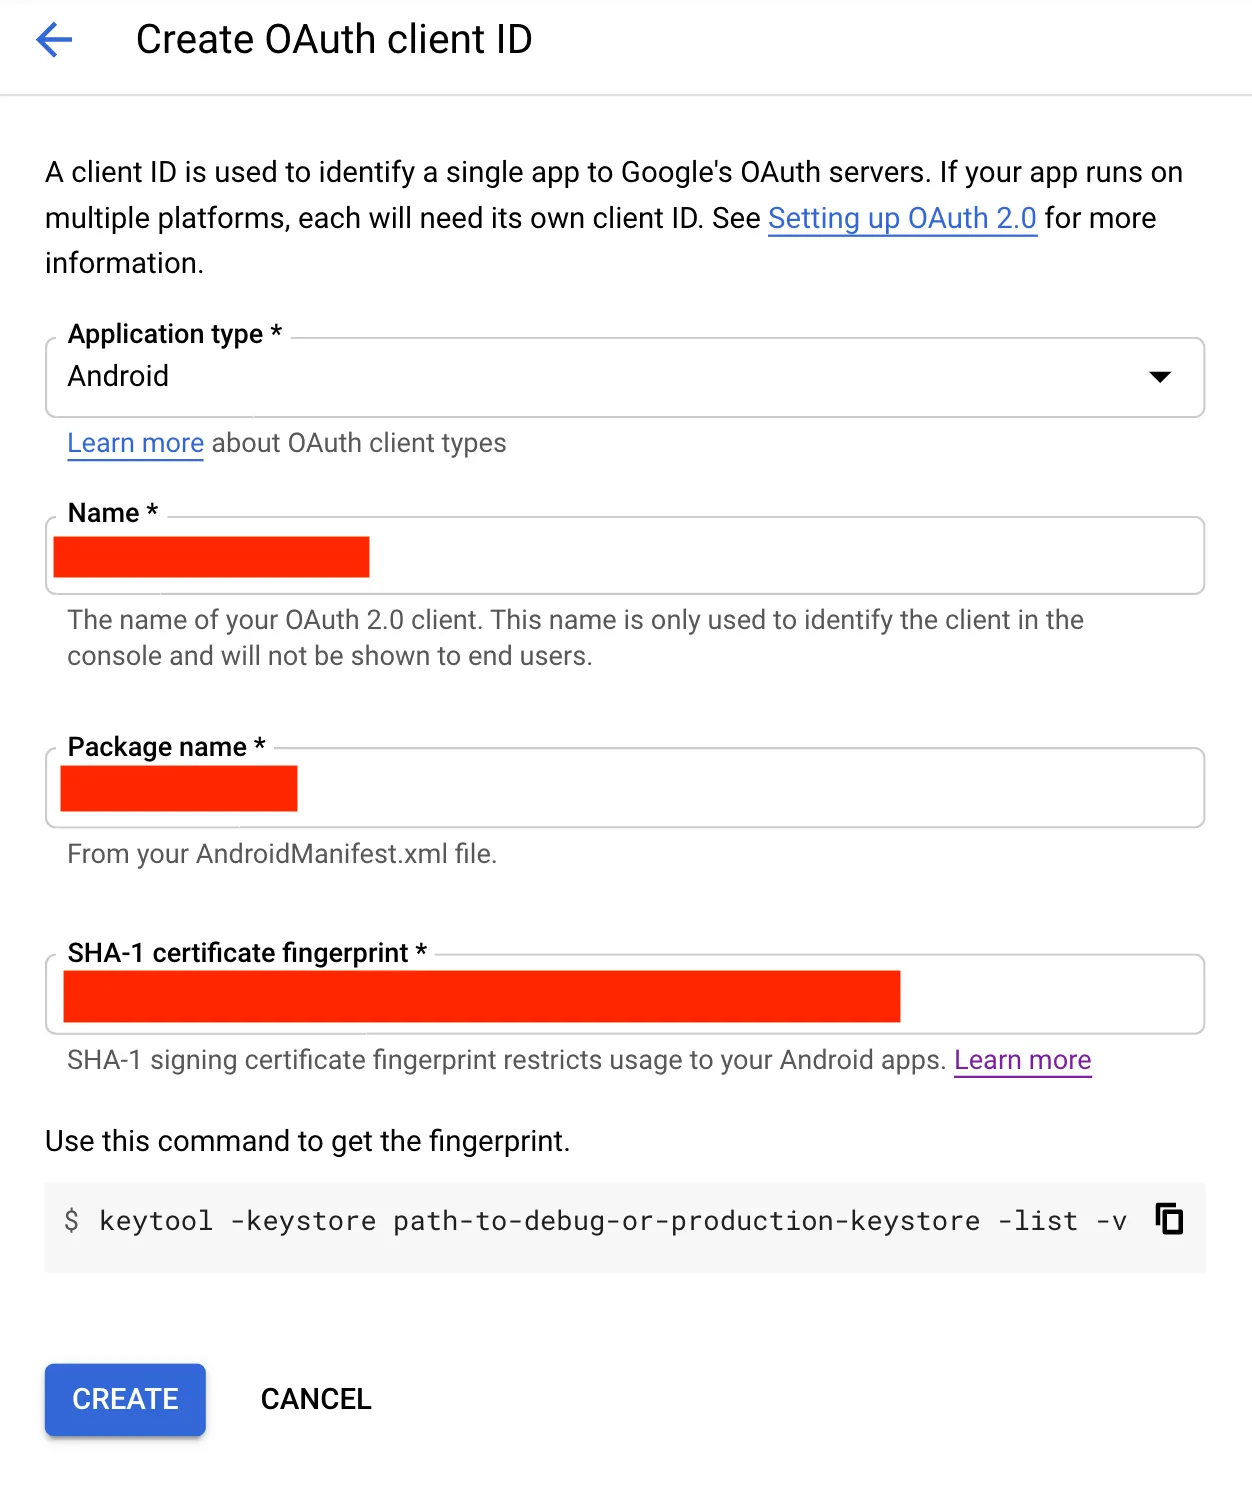 Create OAuth client ID
A client ID is used to identify a single app to Google's OAuth servers. If your app runs on
multiple platforms, each will need its own client ID. See Setting up OAuth 2.0 for more
information.
Application type *
Android
Learn more about OAuth client types
Name *
The name of your OAuth 2.0 client. This name is only used to identify the client in the
console and will not be shown to end users.
Package name *
From your AndroidManifest.xml file.
SHA-1 certificate fingerprint *
SHA-1 signing certificate fingerprint restricts usage to your Android apps. Learn more
Use this command to get the fingerprint.
$ keytool -keystore path-to-debug-or-production-keystore -list -v
CREATE CANCEL